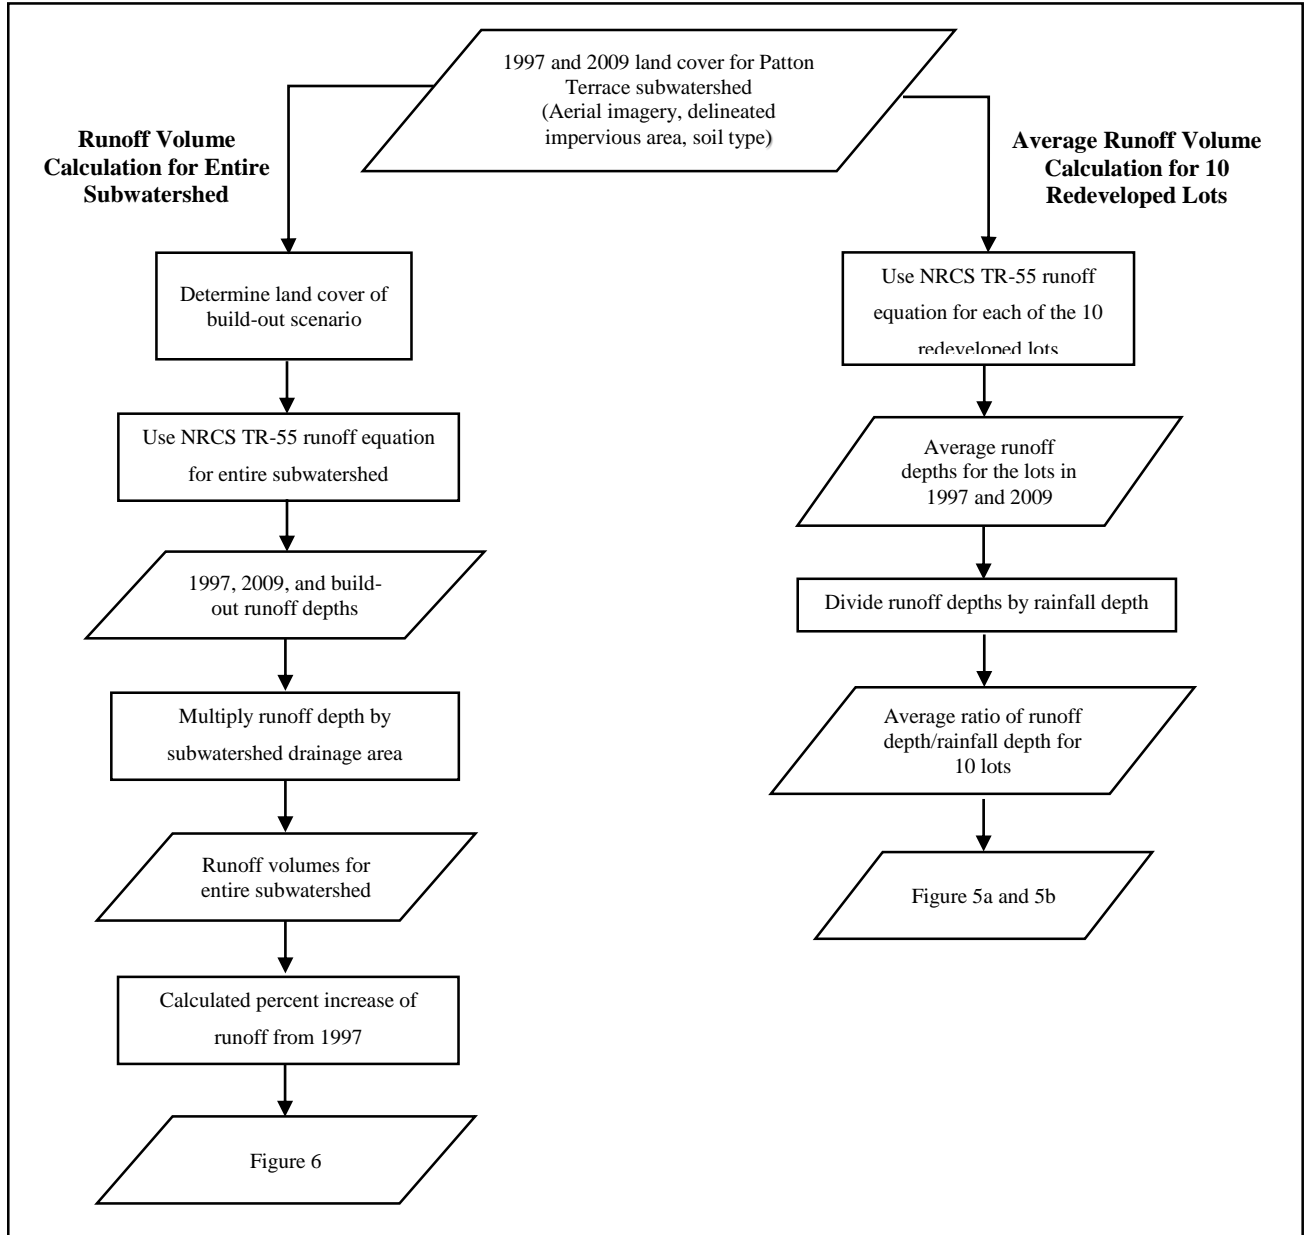 1997 and 2009 land cover for Patton
Terrace subwatershed
(Aerial imagery, delineated
impervious area, soil type)
Runoff Volume
Calculation for Entire
Subwatershed
Average Runoff Volume
Calculation for 10
Redeveloped Lots
Determine land cover of
build-out scenario
Use NRCS TR-55 runoff equation
for entire subwatershed
1997, 2009, and build-
out runoff depths
Multiply runoff depth by
subwatershed drainage area
Runoff volumes for
entire subwatershed
Calculated percent increase of
runoff from 1997
Figure 6
Use NRCS TR-55 runoff
equation for each of the 10
redeveloped lots
Average runoff
depths for the lots in
1997 and 2009
Divide runoff depths by rainfall depth
Average ratio of runoff
depth/rainfall depth for
10 lots
Figure 5a and 5b